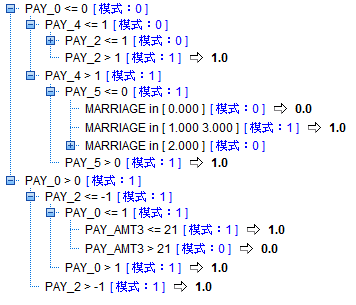 PAY_0 <= 0 [ 模式：0 ]
PAY_4 <= 1 [ 模式：0 ]
PAY_2 <= 1 [ 模式：0 ]
PAY_2 > 1 [ 模式：1 ] ⇨ 1.0
PAY_4 > 1 [ 模式：1 ]
PAY_5 <= 0 [ 模式：1 ]
MARRIAGE in [ 0.000 ] [ 模式：0 ] ⇨ 0.0
MARRIAGE in [ 1.000 3.000 ] [ 模式：1 ] ⇨ 1.0
MARRIAGE in [ 2.000 ] [ 模式：0 ]
PAY_5 > 0 [ 模式：1 ] ⇨ 1.0
PAY_0 > 0 [ 模式：1 ]
PAY_2 <= -1 [ 模式：1 ]
PAY_0 <= 1 [ 模式：1 ]
PAY_AMT3 <= 21 [ 模式：1 ] ⇨ 1.0
PAY_AMT3 > 21 [ 模式：0 ] ⇨ 0.0
PAY_0 > 1 [ 模式：1 ] ⇨ 1.0
PAY_2 > -1 [ 模式：1 ] ⇨ 1.0